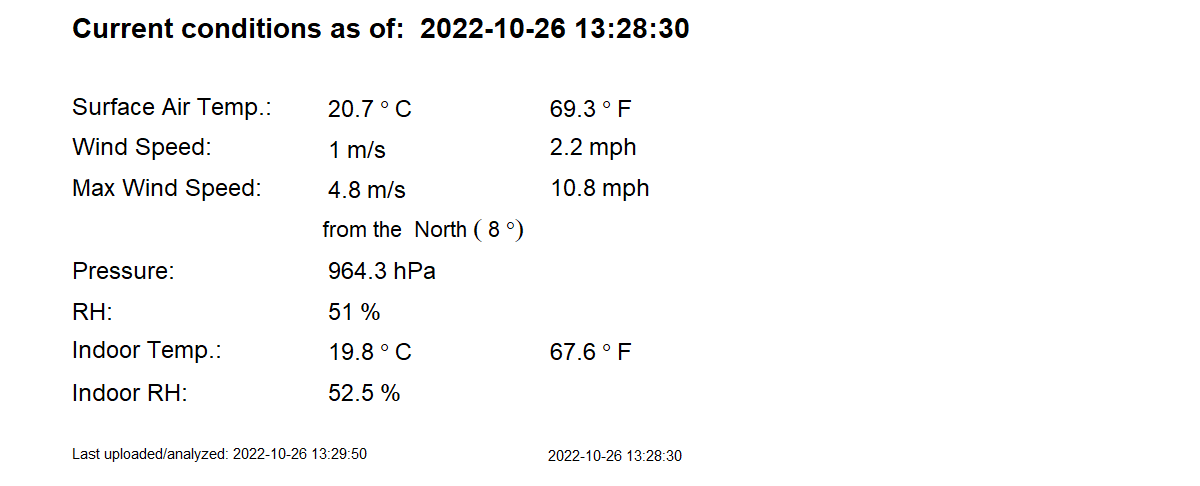 Current conditions as of:  2022-10-26 13:28:30
Surface Air Temp.: 20.7 ° C 69.3 ° F
Wind Speed: 1 m/s 2.2 mph
Max Wind Speed: 4.8 m/s 10.8 mph
from the  North ( 8 °)
Pressure: 964.3 hPa
RH: 51 %
Indoor Temp.: 19.8 ° C 67.6 ° F
Indoor RH: 52.5 %
Last uploaded/analyzed: 2022-10-26 13:29:50 2022-10-26 13:28:30